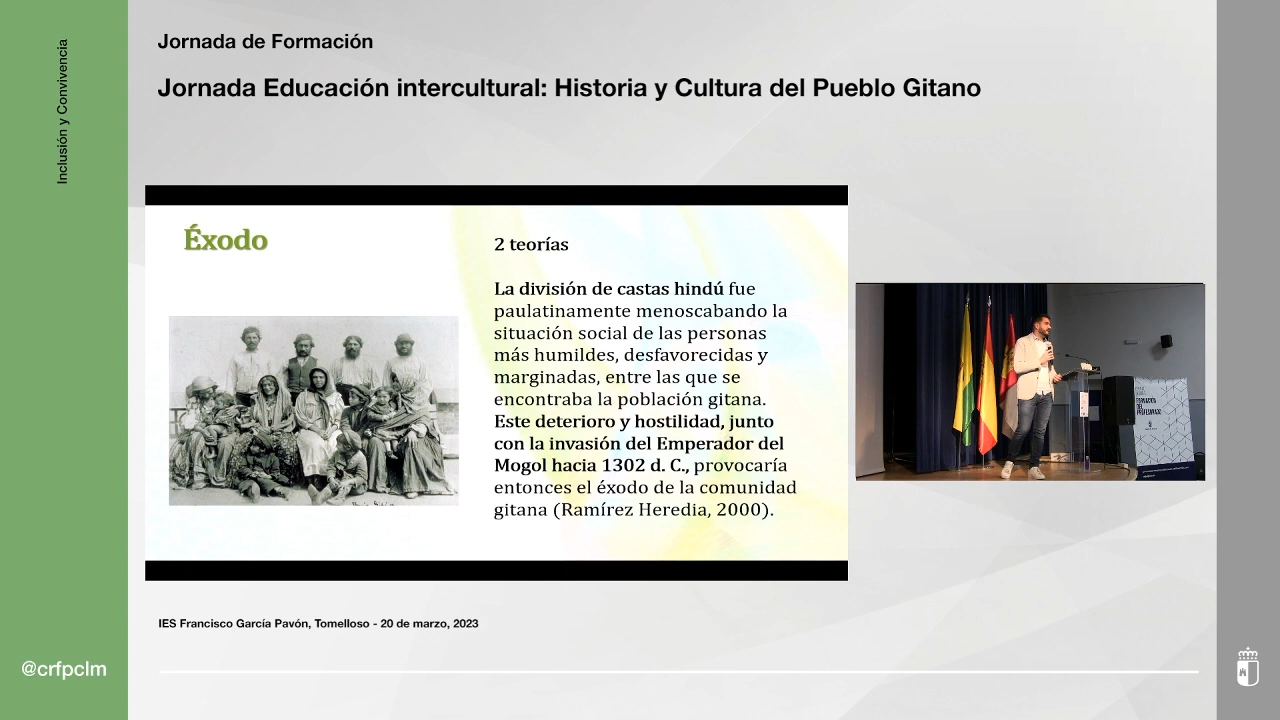 Inclusión y Convivencia
Jornada de Formación
Jornada Educación intercultural: Historia y Cultura del Pueblo Gitano
Éxodo
2 teorías
La división de castas hindú fue
paulatinamente menoscabando la
situación social de las personas
más humildes, desfavorecidas y
marginadas, entre las que se
encontraba la población gitana.
Este deterioro y hostilidad, junto
con la invasión del Emperador del
Mogol hacia 1302 d. C., provocaría
entonces el éxodo de la comunidad
gitana (Ramírez Heredia, 2000).
IES Francisco García Pavón, Tomelloso - 20 de marzo, 2023
@crfpclm